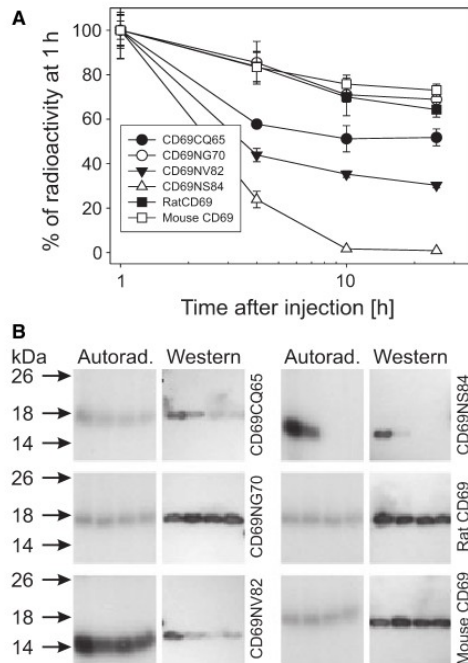 A
% of radioactivity at 1 h
100
80
60
40
20
0
CD69CQ65
CD69NG70
CD69NV82
CD69NS84
RatCD69
Mouse CD69
1
10
Time after injection [h]
B
kDa
Autorad. Western
Autorad. Western
26
18
14
CD69CQ65
CD69NS84
26
18
14
CD69NG70
Rat CD69
26
18
14
CD69NV82
Mouse CD69